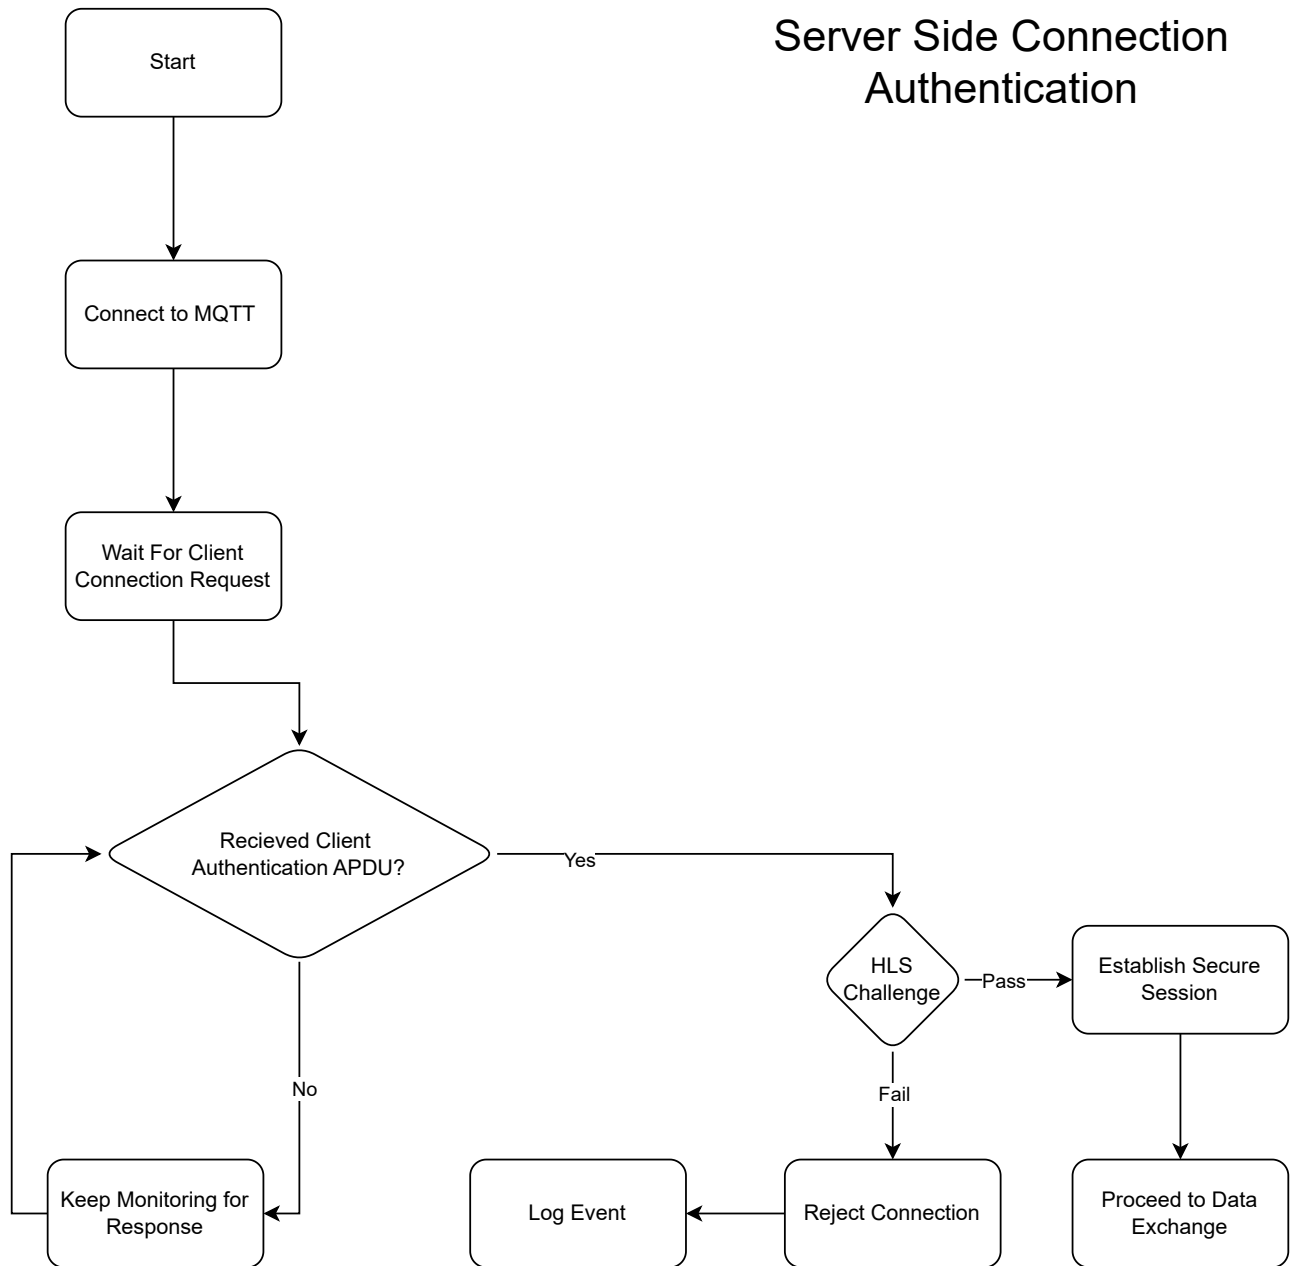 Server Side Connection
Authentication
Start
Connect to MQTT
Wait For Client
Connection Request
Recieved Client
Authentication APDU?
Yes
No
Keep Monitoring for
Response
HLS
Challenge
Pass
Fail
Establish Secure
Session
Log Event
Reject Connection
Proceed to Data
Exchange